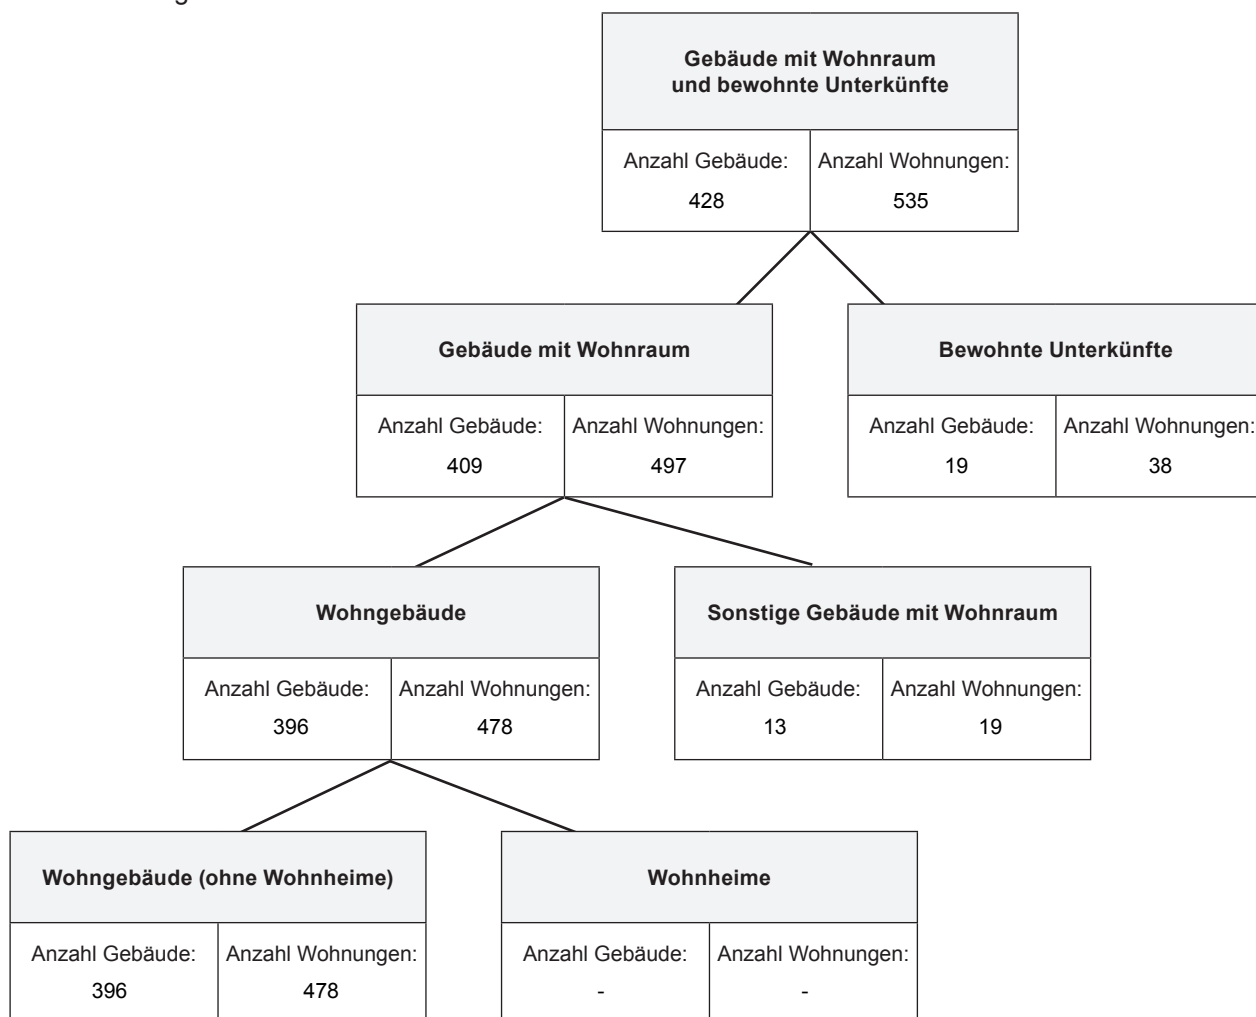 Gebäude mit Wohnraum
und bewohnte Unterkünfte
Anzahl Gebäude: Anzahl Wohnungen:
428 535
Gebäude mit Wohnraum
Anzahl Gebäude: Anzahl Wohnungen:
409 497
Bewohnte Unterkünfte
Anzahl Gebäude: Anzahl Wohnungen:
19 38
Wohngebäude
Anzahl Gebäude: Anzahl Wohnungen:
396 478
Sonstige Gebäude mit Wohnraum
Anzahl Gebäude: Anzahl Wohnungen:
13 19
Wohngebäude (ohne Wohnheime)
Anzahl Gebäude: Anzahl Wohnungen:
396 478
Wohnheime
Anzahl Gebäude: Anzahl Wohnungen:
- -